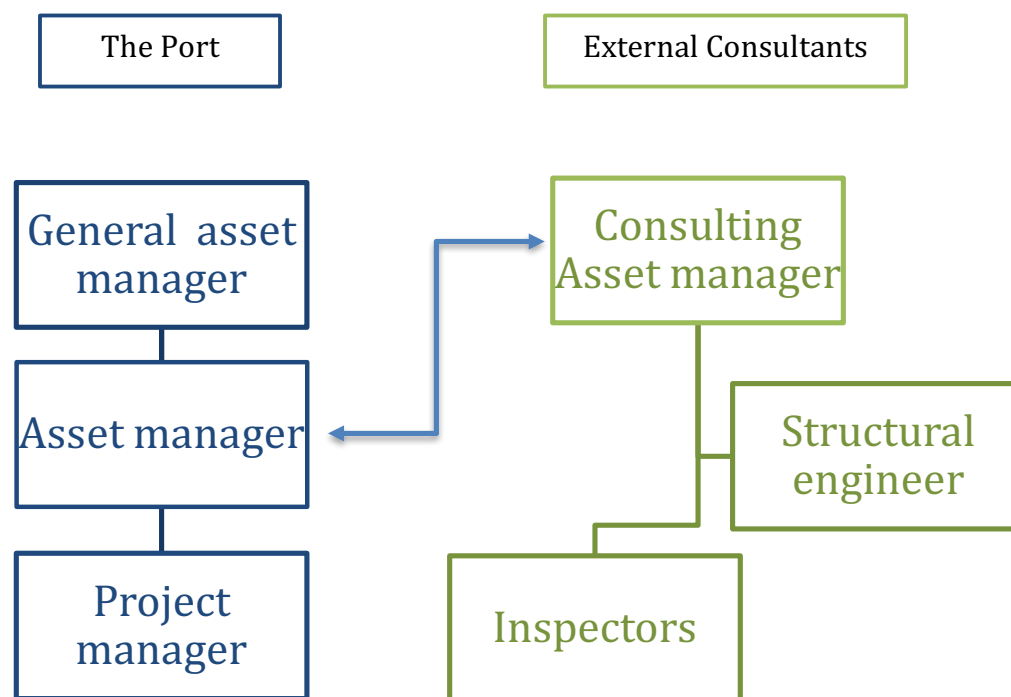 The Port
External Consultants
General asset
manager
Consulting
Asset manager
Asset manager
Structural
engineer
Project
manager
Inspectors